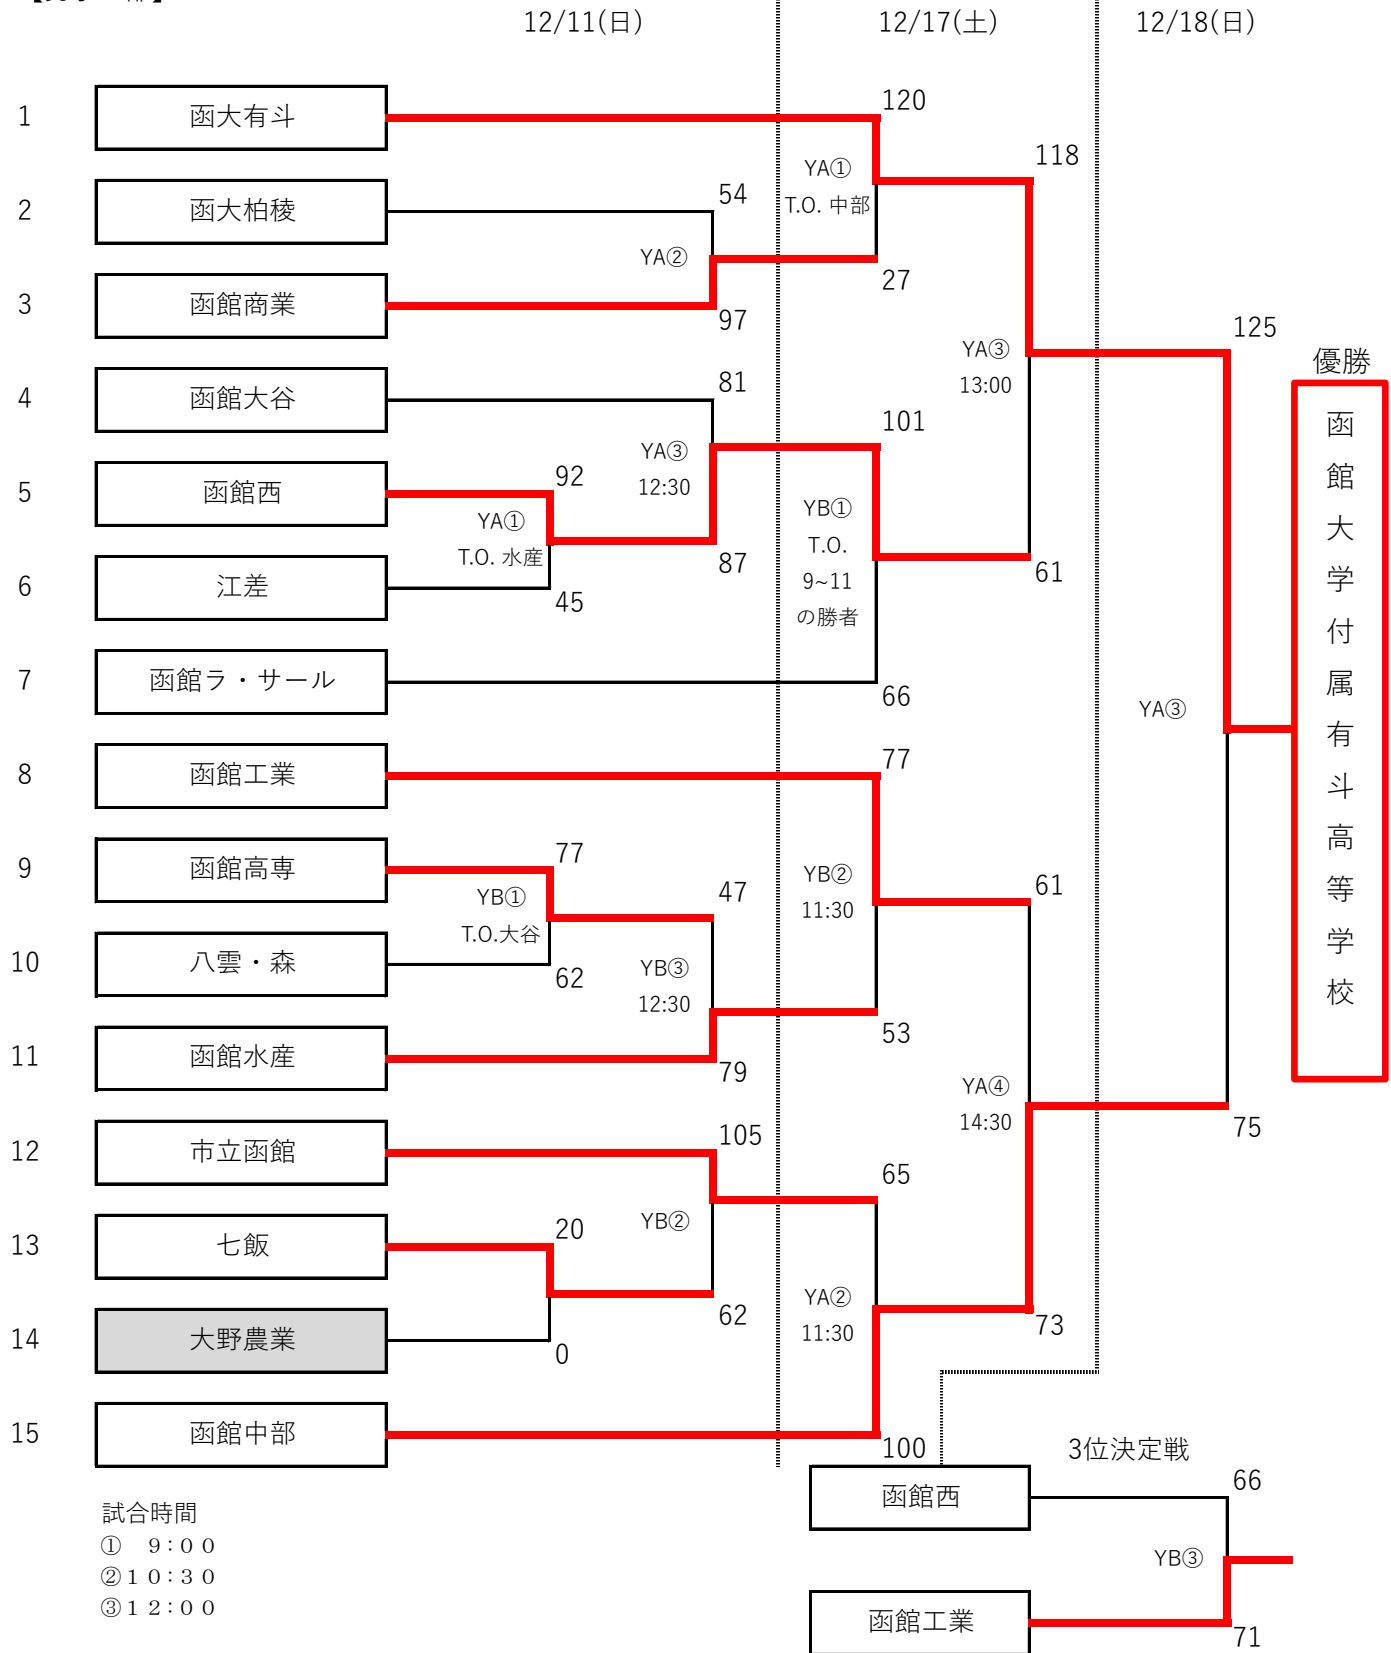 12/11(日)
12/17(土)
12/18(日)
1 函大有斗
120
YA①
T.O. 中部
118
2 函大柏稜
54
YA②
3 函館商業
97
27
YA③
13:00
125
優勝
函館大学付属有斗高等学校
4 函館大谷
81
YA③
12:30
101
5 函館西
92
YA①
T.O. 水産
YB①
T.O.
9~11
の勝者
6 江差
45
87
61
7 函館ラ・サール
66
YA③
8 函館工業
77
9 函館高専
77
YB①
T.O.大谷
47
YB②
11:30
61
10 八雲・森
62
YB③
12:30
11 函館水産
79
53
YA④
14:30
75
12 市立函館
105
65
13 七飯
20
YB②
14 大野農業
0
62
YA②
11:30
73
15 函館中部
100
3位決定戦
函館西
66
YB③
函館工業
71
試合時間
① 9:00
②10:30
③12:00